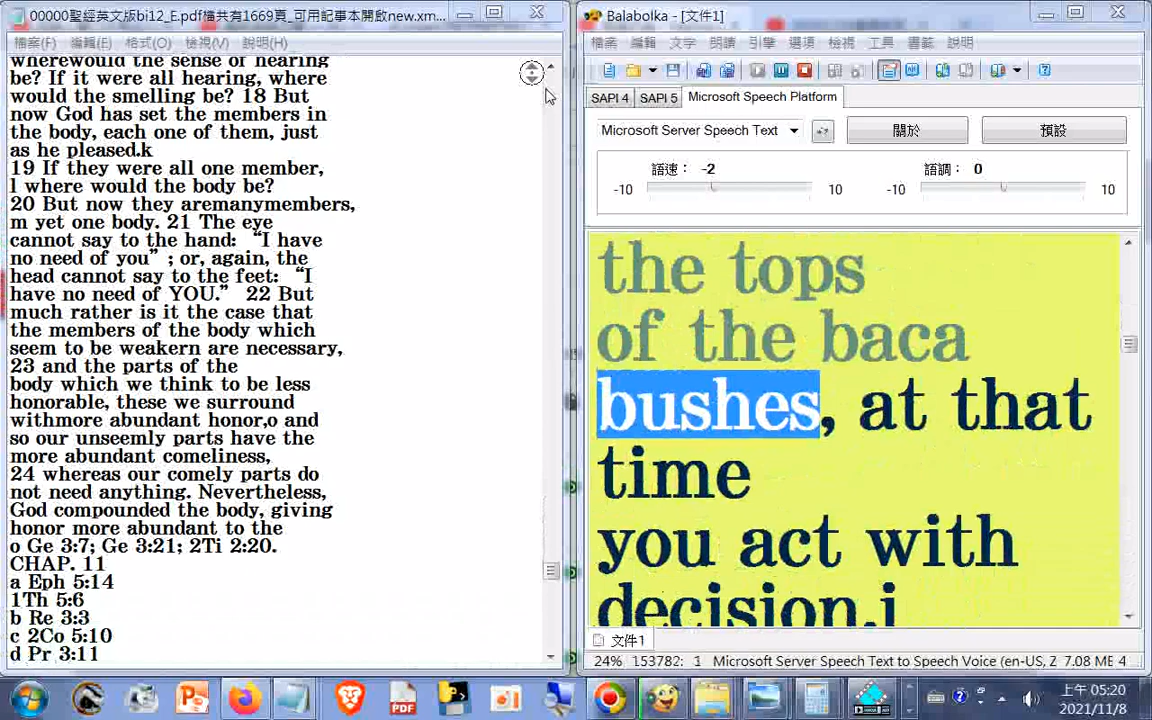 00000聖經英文版bi12_E.pdf檔共有1669頁_可用記事本開啟new.xm...
檔案(F) 編輯(E) 格式(O) 檢視(V) 說明(H)
wherewould the sense of hearing
be? If it were all hearing, where
would the smelling be? 18 But
now God has set the members in
the body, each one of them, just
as he pleased.k
19 If they were all one member,
l where would the body be?
20 But now they aremanymembers,
m yet one body. 21 The eye
cannot say to the hand: “I have
no need of you” ; or, again, the
head cannot say to the feet: “I
have no need of YOU.” 22 But
much rather is it the case that
the members of the body which
seem to be weakern are necessary,
23 and the parts of the
body which we think to be less
honorable, these we surround
withmore abundant honor,o and
so our unseemly parts have the
more abundant comeliness,
24 whereas our comely parts do
not need anything. Nevertheless,
God compounded the body, giving
honor more abundant to the
o Ge 3:7; Ge 3:21; 2Ti 2:20.
CHAP. 11
a Eph 5:14
1Th 5:6
b Re 3:3
c 2Co 5:10
d Pr 3:11
Balabolka - [文件1]
檔案 編輯 文字 朗讀 引擎 選項 檢視 工具 書籤 說明
SAPI 4 SAPI 5 Microsoft Speech Platform
Microsoft Server Speech Text 關於 預設
語速： -2 語調： 0
-10 10 -10 10
the tops
of the baca
bushes, at that
time
you act with
decision.i
文件1
24% 153782: 1 Microsoft Server Speech Text to Speech Voice (en-US, Z 7.08 MB 4
PDF
上午 05:20
2021/11/8